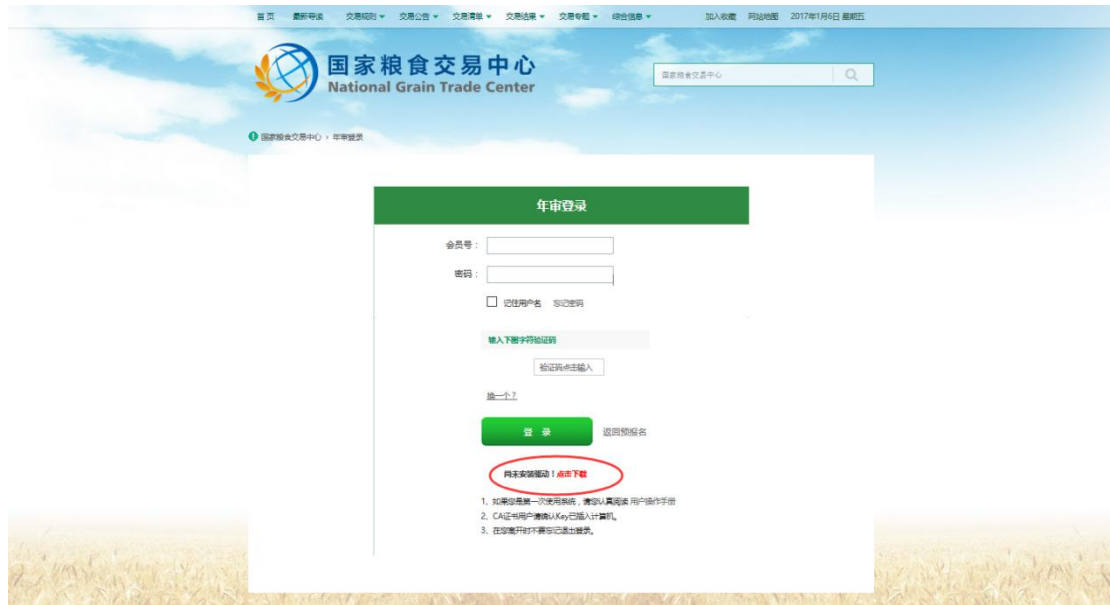 首页 最新导读 交易规则 交易公告 交易清单 交易结果 交易专题 综合信息 加入收藏 网站地图 2017年1月6日 星期五
国家粮食交易中心
National Grain Trade Center
国家粮食交易中心
国家粮食交易中心 › 年审登录
年审登录
会员号：
密码：
记住用户名 忘记密码
输入下图字符验证码
验证码点击输入
换一个？
登 录 返回预报名
尚未安装驱动！点击下载
1、如果您是第一次使用系统，请您认真阅读 用户操作手册
2、CA证书用户请确认Key已插入计算机。
3、在您离开时不要忘记退出登录。